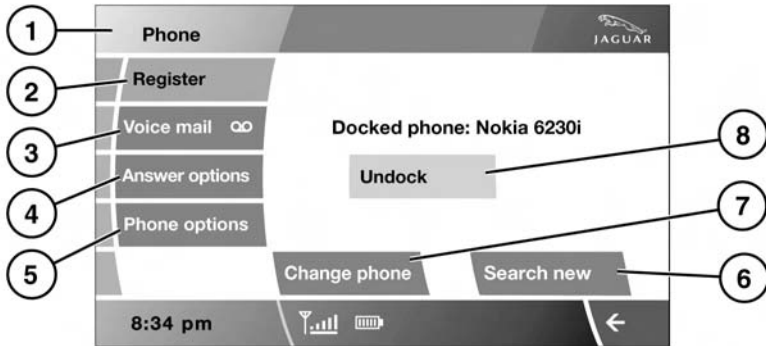 1
Phone
JAGUAR
2
Register
3
Voice mail
Docked phone: Nokia 6230i
8
4
Answer options
Undock
5
Phone options
7
Change phone
Search new
6
8:34 pm